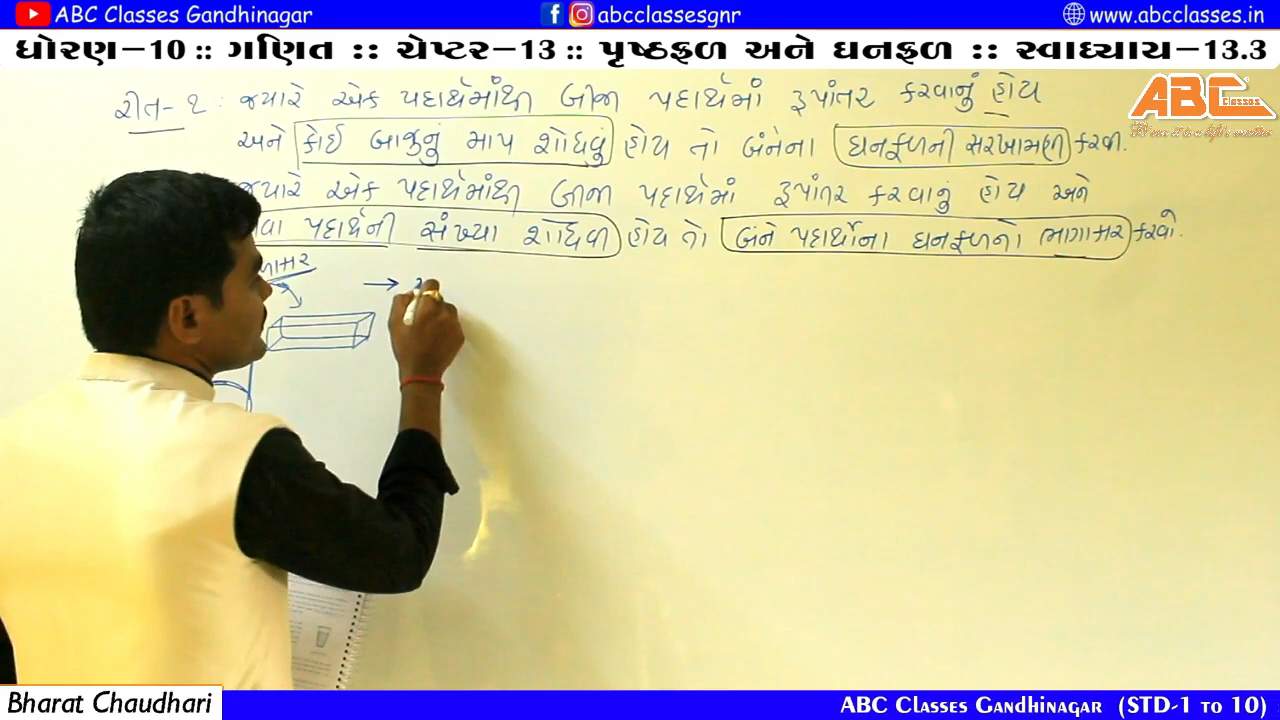 ABC Classes Gandhinagar
abcclassesgnr
www.abcclasses.in
ધોરણ-10 :: ગણિત :: ચેપ્ટર-13 :: પૃષ્ઠફળ અને ઘનફળ :: સ્વાધ્યાય-13.3
ABC Classes
રીત-૧ : જ્યારે એક પદાર્થમાંથી બીજા પદાર્થમાં રૂપાંતર કરવાનું હોય
અને કોઈ બાજુનું માપ શોધવું હોય તો બંનેના ઘનફળની સરખામણી કરવી.
જ્યારે એક પદાર્થમાંથી બીજા પદાર્થમાં રૂપાંતર કરવાનું હોય અને
પદાર્થની સંખ્યા શોધવી હોય તો બંને પદાર્થોના ઘનફળનો ભાગાકાર કરવો.
Bharat Chaudhari
ABC Classes Gandhinagar (STD-1 to 10)